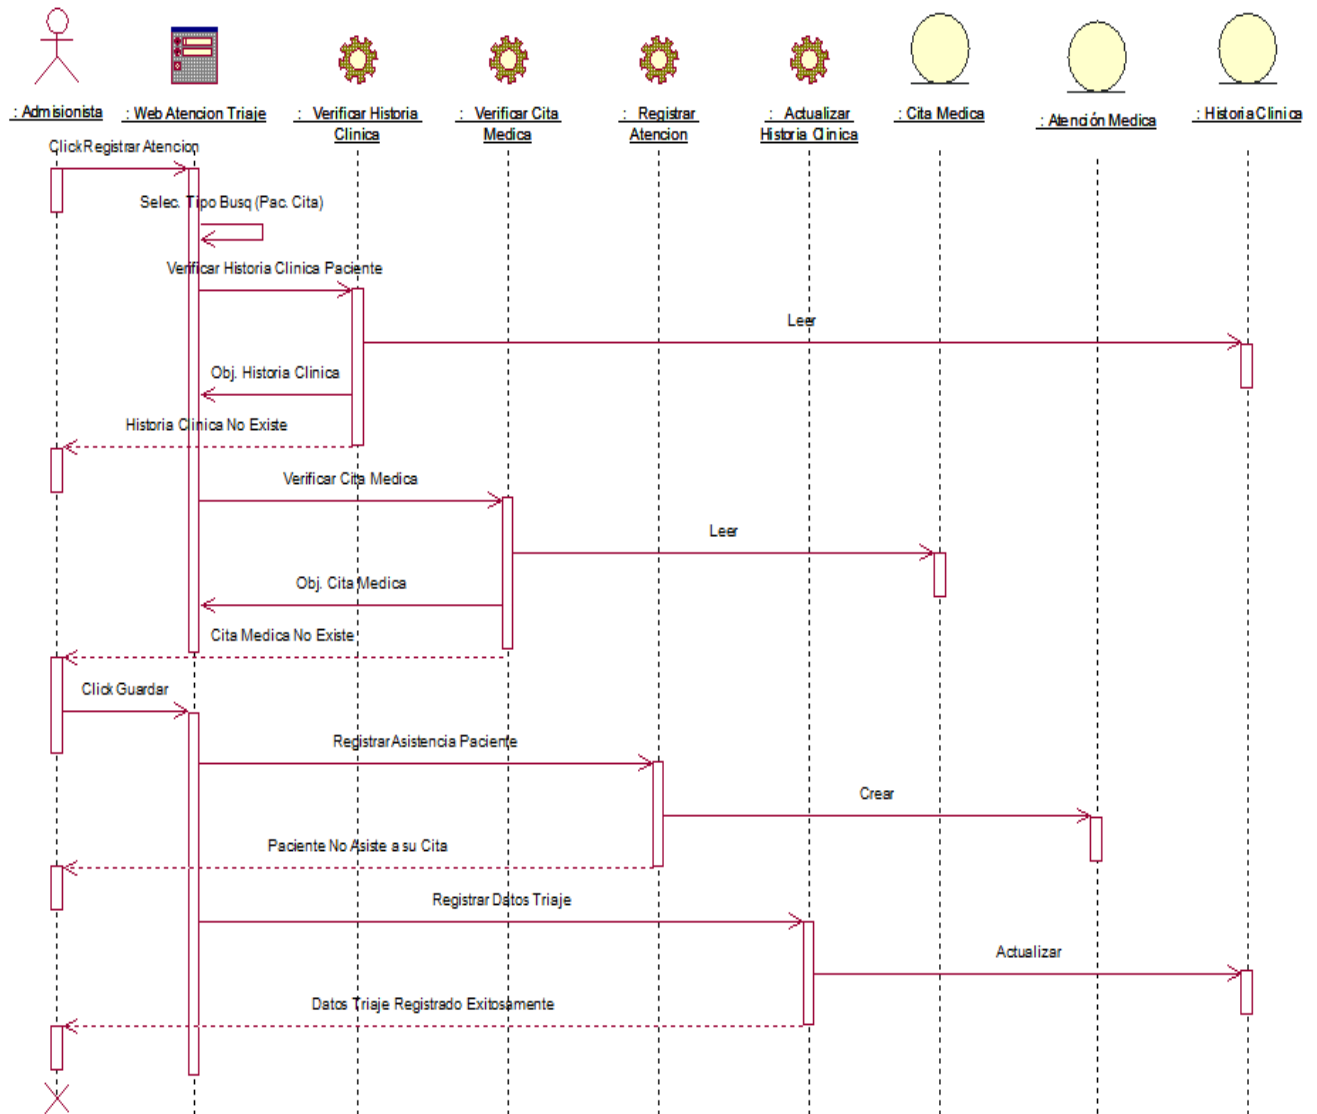 : Admisionista
: Web Atencion Triaje
: Verificar Historia
Clinica
: Verificar Cita
Medica
: Registrar
Atencion
: Actualizar
Historia Clinica
: Cita Medica
: Atención Medica
: Historia Clinica
Click Registrar Atencion
Selec. Tipo Busq (Pac. Cita)
Verificar Historia Clinica Paciente
Leer
Obj. Historia Clinica
Historia Clinica No Existe
Verificar Cita Medica
Leer
Obj. Cita Medica
Cita Medica No Existe
Click Guardar
Registrar Asistencia Paciente
Crear
Paciente No Asiste a su Cita
Registrar Datos Triaje
Actualizar
Datos Triaje Registrado Exitosamente